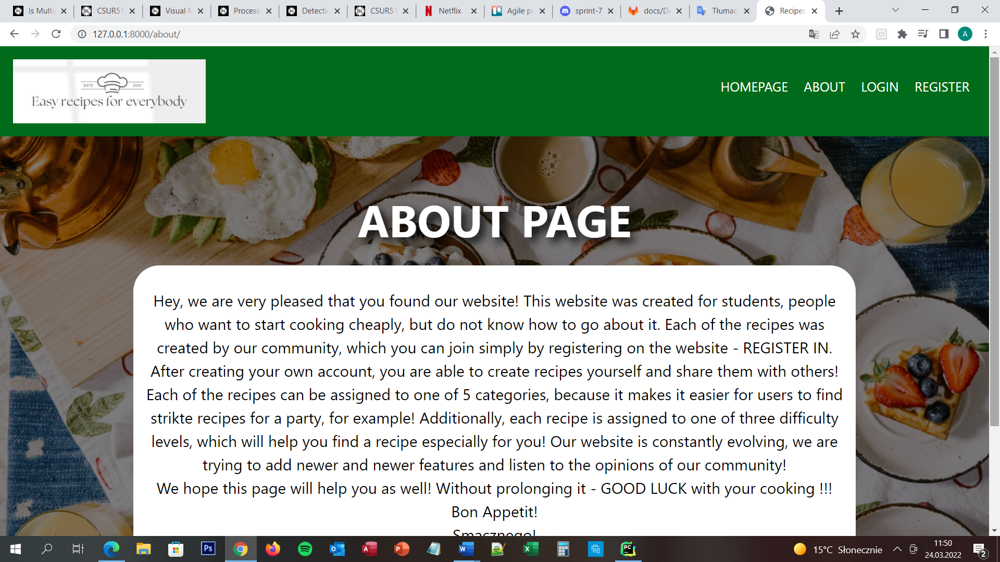 Is Multi
CSUR51
Visual M
Process
Detectic
CSUR51
Netflix
Agile pr
sprint-7
docs/De
Tłumac
Recipes
127.0.0.1:8000/about/
A
ESTD 2022
Easy recipes for everybody
HOMEPAGE ABOUT LOGIN REGISTER
ABOUT PAGE
Hey, we are very pleased that you found our website! This website was created for students, people
who want to start cooking cheaply, but do not know how to go about it. Each of the recipes was
created by our community, which you can join simply by registering on the website - REGISTER IN.
After creating your own account, you are able to create recipes yourself and share them with others!
Each of the recipes can be assigned to one of 5 categories, because it makes it easier for users to find
strikte recipes for a party, for example! Additionally, each recipe is assigned to one of three difficulty
levels, which will help you find a recipe especially for you! Our website is constantly evolving, we are
trying to add newer and newer features and listen to the opinions of our community!
We hope this page will help you as well! Without prolonging it - GOOD LUCK with your cooking !!!
Bon Appetit!
Smacznego!
Ps
15°C Słonecznie
11:50
24.03.2022
2